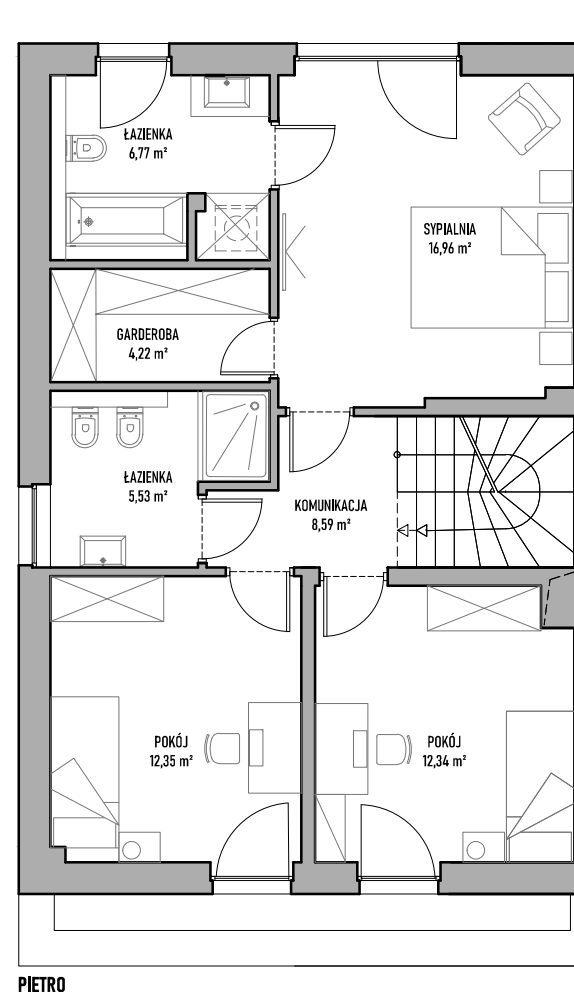 ŁAZIENKA
6,77 m²
SYPIALNIA
16,96 m²
GARDEROBA
4,22 m²
ŁAZIENKA
5,53 m²
KOMUNIKACJA
8,59 m²
POKÓJ
12,35 m²
POKÓJ
12,34 m²
PIĘTRO